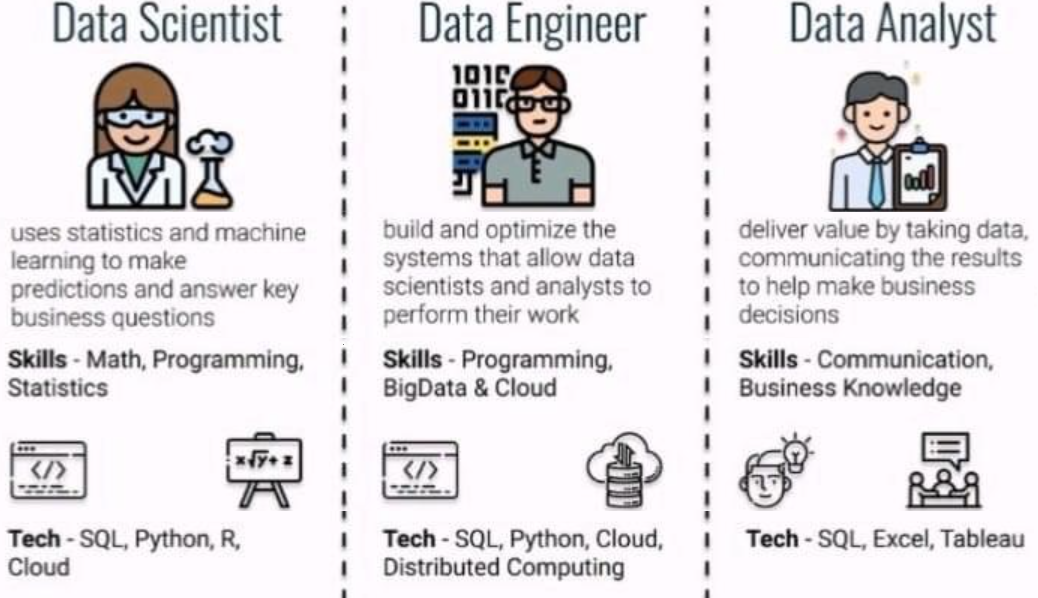 Data Scientist
uses statistics and machine
learning to make
predictions and answer key
business questions
Skills - Math, Programming,
Statistics
</>
x√y+ z
Tech - SQL, Python, R,
Cloud
Data Engineer
101C
011C
build and optimize the
systems that allow data
scientists and analysts to
perform their work
Skills - Programming,
BigData & Cloud
</>
Tech - SQL, Python, Cloud,
Distributed Computing
Data Analyst
deliver value by taking data,
communicating the results
to help make business
decisions
Skills - Communication,
Business Knowledge
Tech - SQL, Excel, Tableau